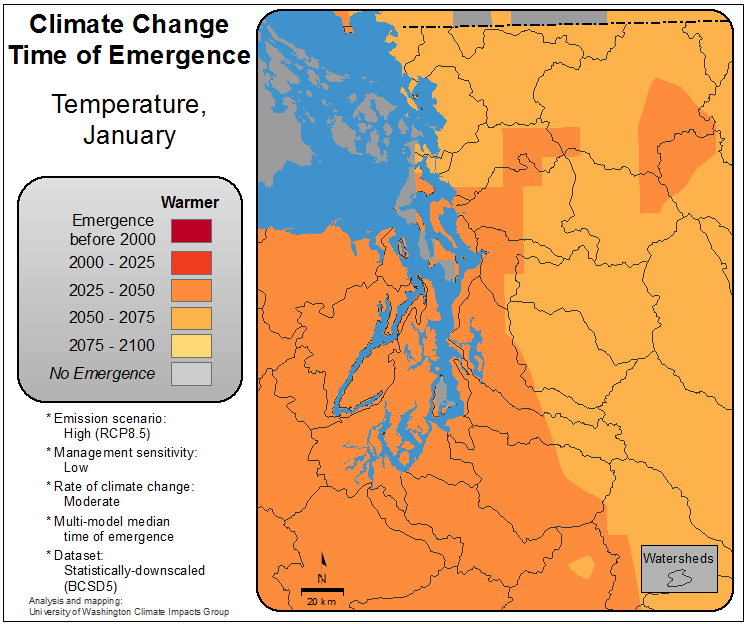 Climate Change
Time of Emergence
Temperature,
January
Warmer
Emergence
before 2000
2000 - 2025
2025 - 2050
2050 - 2075
2075 - 2100
No Emergence
* Emission scenario:
High (RCP8.5)
* Management sensitivity:
Low
* Rate of climate change:
Moderate
* Multi-model median
time of emergence
* Dataset:
Statistically-downscaled
(BCSD5)
Analysis and mapping:
University of Washington Climate Impacts Group
N
20 km
Watersheds